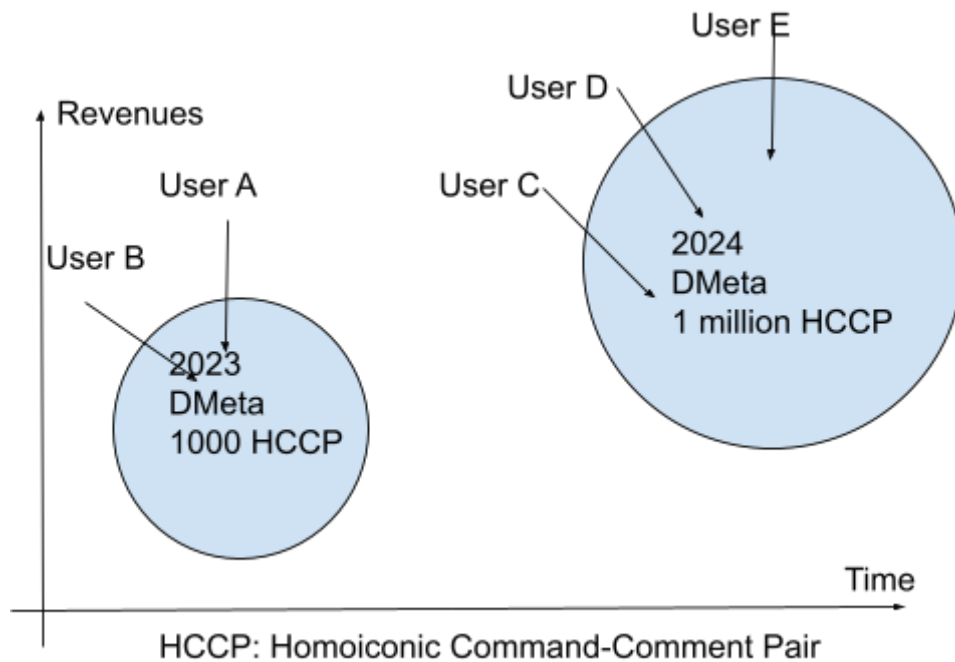 User E
User D
Revenues
User A
User C
User B
2024
DMeta
1 million HCCP
2023
DMeta
1000 HCCP
Time
HCCP: Homoiconic Command-Comment Pair